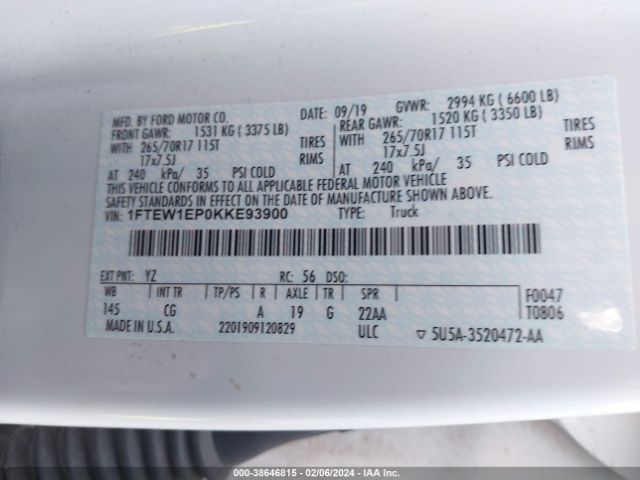 MFD. BY FORD MOTOR CO. DATE: 09/19 GVWR: 2994 KG ( 6600 LB)
FRONT GAWR: 1531 KG ( 3375 LB) REAR GAWR: 1520 KG ( 3350 LB)
WITH 265/70R17 115T TIRES WITH 265/70R17 115T TIRES
17x7.5J RIMS 17x7.5J RIMS
AT 240 kPa/ 35 PSI COLD AT 240 kPa/ 35 PSI COLD
THIS VEHICLE CONFORMS TO ALL APPLICABLE FEDERAL MOTOR VEHICLE
SAFETY STANDARDS IN EFFECT ON THE DATE OF MANUFACTURE SHOWN ABOVE.
VIN: 1FTEW1EP0KKE93900 TYPE: Truck
EXT PNT: YZ RC: 56 DSO:
WB INT TR TP/PS R AXLE TR SPR F0047
145 CG A 19 G 22AA T0806
MADE IN U.S.A. 2201909120829 ULC ▽ 5U5A-3520472-AA
000-38646815 - 02/06/2024 - IAA Inc.